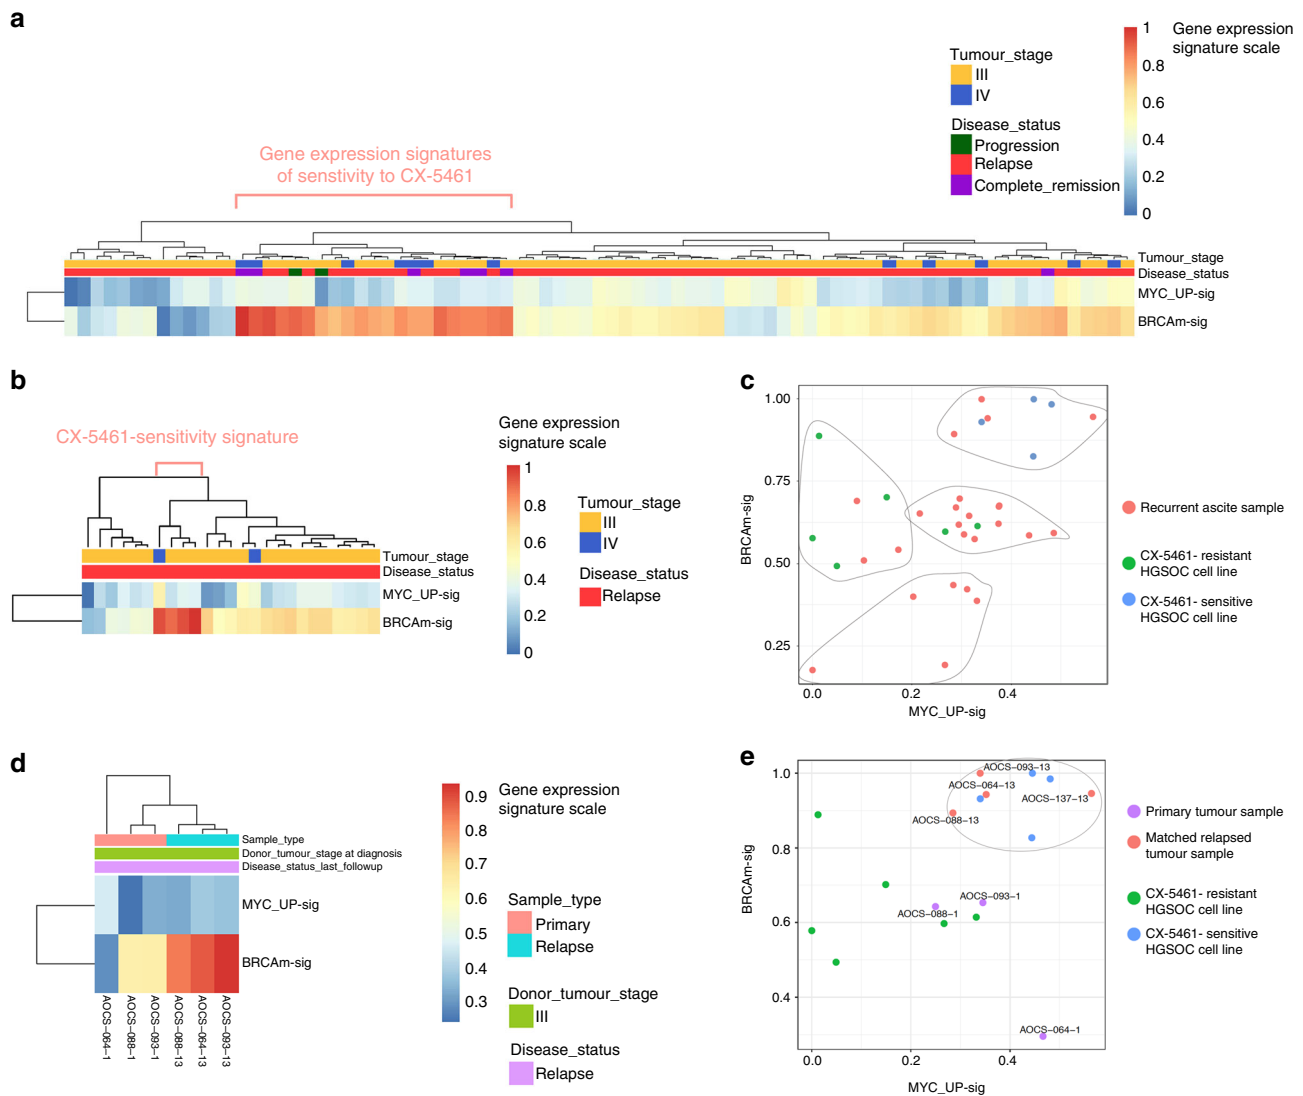 a
Gene expression
signature scale
1
0.8
0.6
0.4
0.2
0
Tumour_stage
III
IV
Disease_status
Progression
Relapse
Complete_remission
Gene expression signatures
of senstivity to CX-5461
Tumour_stage
Disease_status
MYC_UP-sig
BRCAm-sig
b
CX-5461-sensitivity signature
Gene expression
signature scale
1
0.8
0.6
0.4
0.2
0
Tumour_stage
III
IV
Disease_status
Relapse
Tumour_stage
Disease_status
MYC_UP-sig
BRCAm-sig
c
1.00
0.75
0.50
0.25
BRCAm-sig
0.0
0.2
0.4
MYC_UP-sig
Recurrent ascite sample
CX-5461- resistant
HGSOC cell line
CX-5461- sensitive
HGSOC cell line
d
Gene expression
signature scale
0.9
0.8
0.7
0.6
0.5
0.4
0.3
Sample_type
Donor_tumour_stage at diagnosis
Disease_status_last_followup
MYC_UP-sig
BRCAm-sig
AOCS-064-1
AOCS-088-1
AOCS-093-1
AOCS-088-13
AOCS-064-13
AOCS-093-13
Sample_type
Primary
Relapse
Donor_tumour_stage
III
Disease_status
Relapse
e
1.0
0.8
0.6
0.4
BRCAm-sig
AOCS-093-13
AOCS-064-13
AOCS-137-13
AOCS-088-13
AOCS-093-1
AOCS-088-1
AOCS-064-1
0.0
0.2
0.4
MYC_UP-sig
Primary tumour sample
Matched relapsed
tumour sample
CX-5461- resistant
HGSOC cell line
CX-5461- sensitive
HGSOC cell line